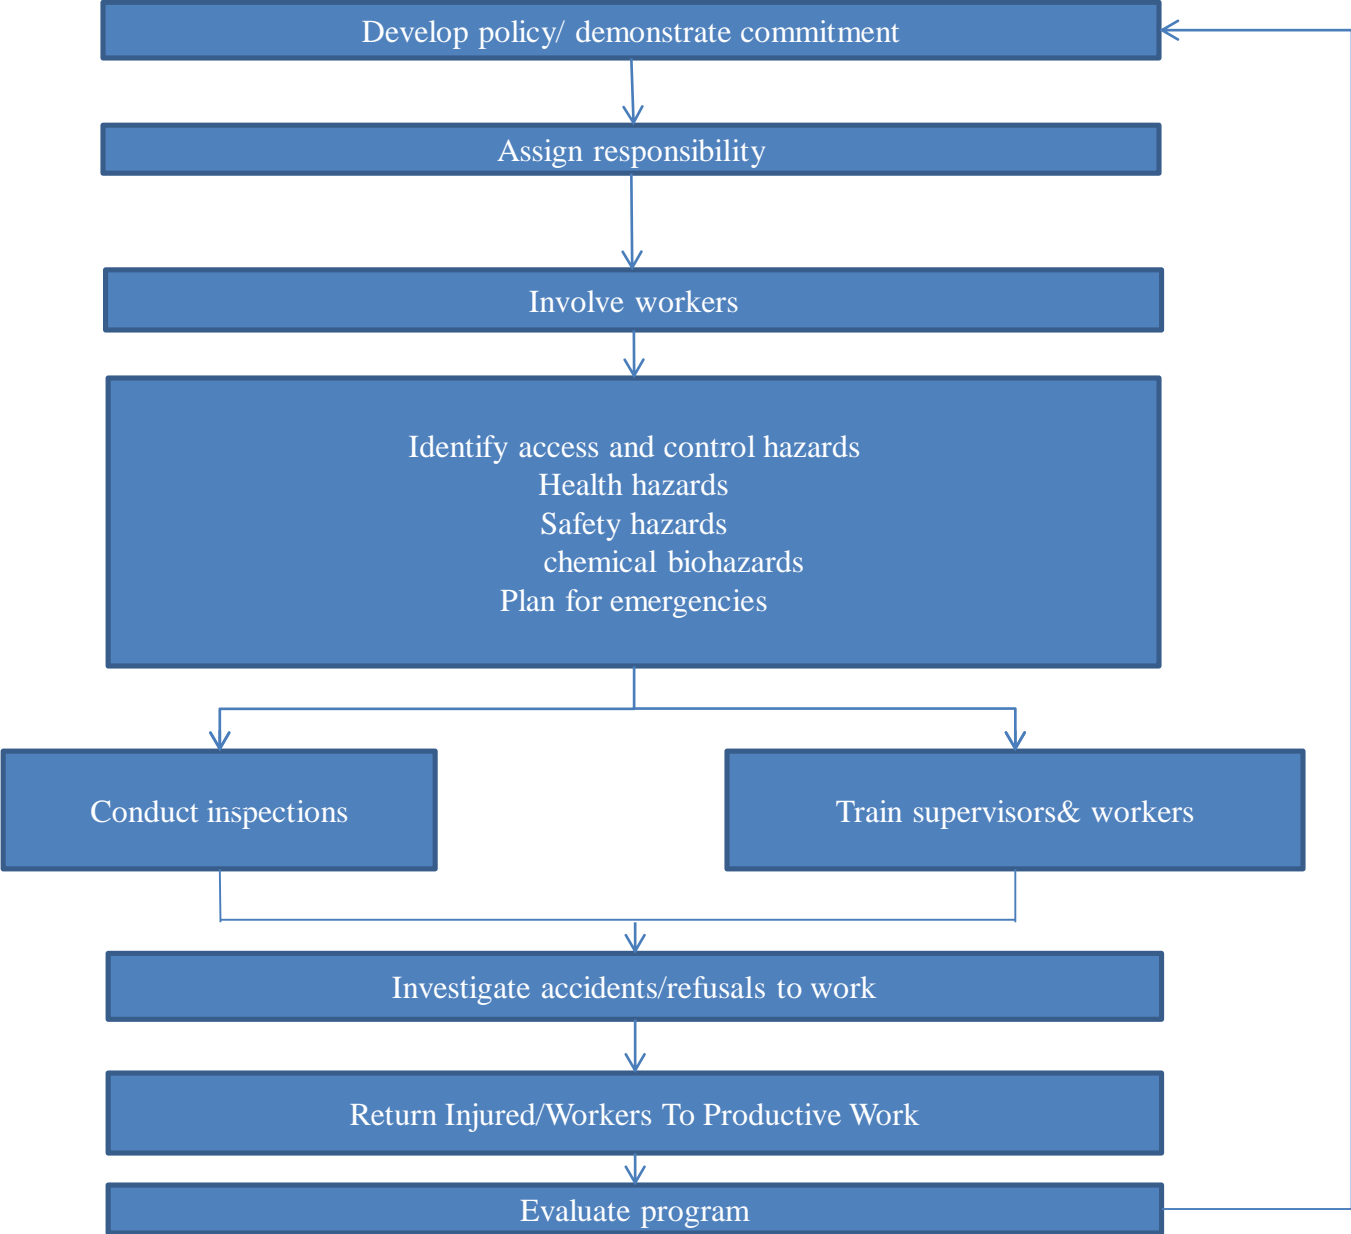 Develop policy/ demonstrate commitment
Assign responsibility
Involve workers
Identify access and control hazards
Health hazards
Safety hazards
chemical biohazards
Plan for emergencies
Conduct inspections
Train supervisors& workers
Investigate accidents/refusals to work
Return Injured/Workers To Productive Work
Evaluate program